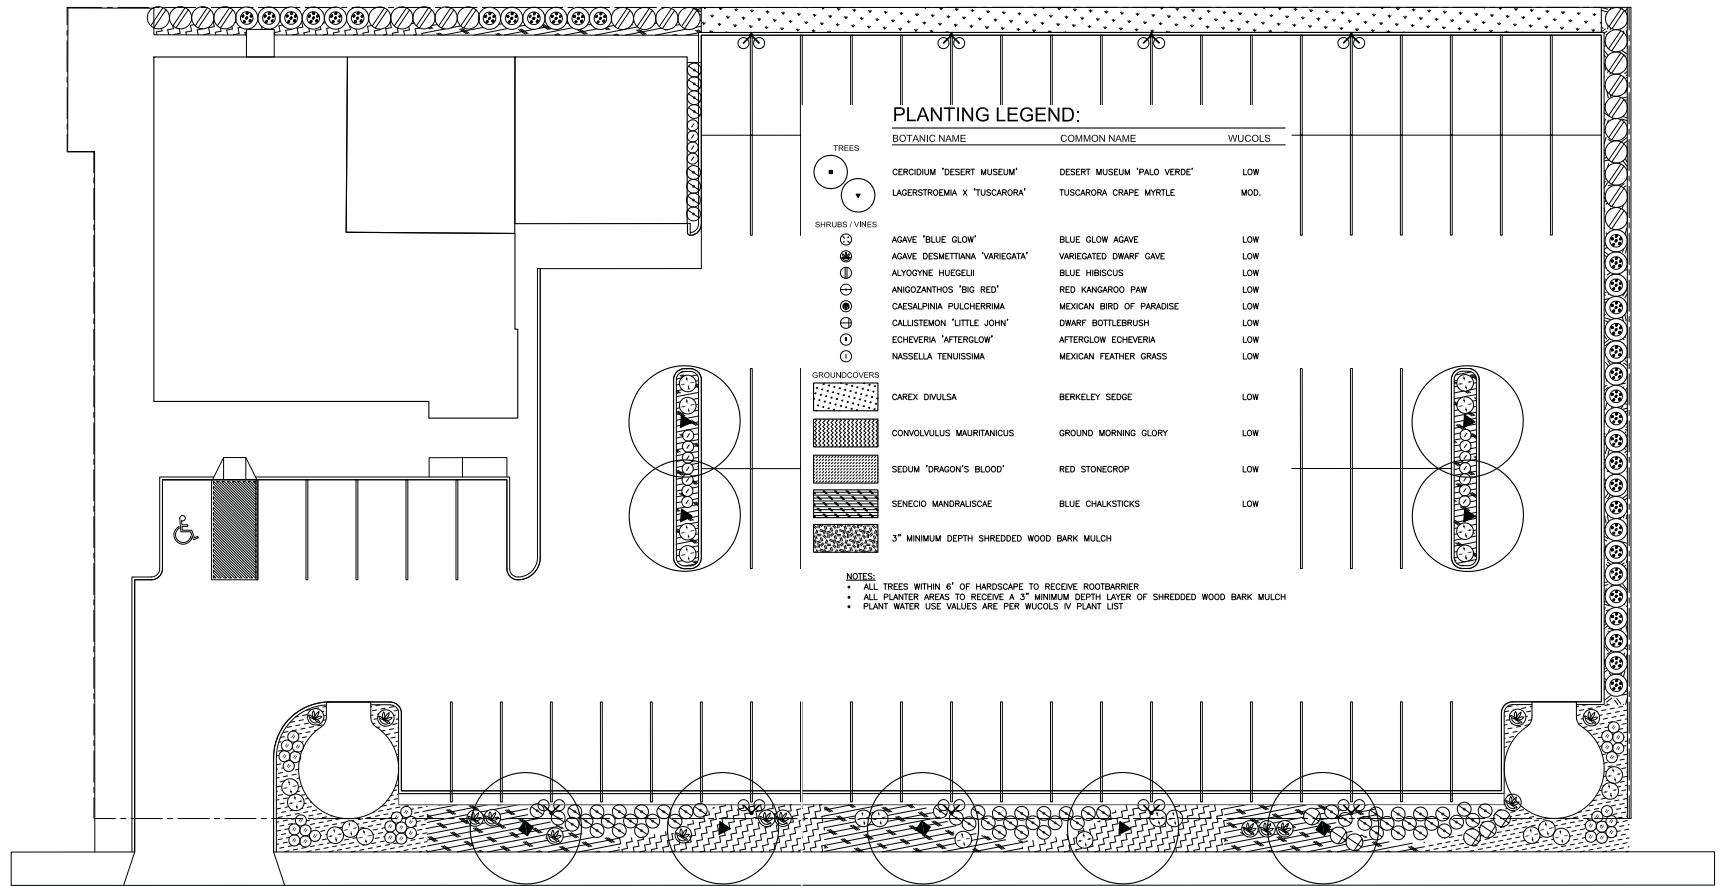 PLANTING LEGEND:
BOTANIC NAME COMMON NAME WUCOLS
TREES
CERCIDIUM 'DESERT MUSEUM' DESERT MUSEUM 'PALO VERDE' LOW
LAGERSTROEMIA X 'TUSCARORA' TUSCARORA CRAPE MYRTLE MOD.
SHRUBS / VINES
AGAVE 'BLUE GLOW' BLUE GLOW AGAVE LOW
AGAVE DESMETTIANA 'VARIEGATA' VARIEGATED DWARF GAVE LOW
ALYOGYNE HUEGELII BLUE HIBISCUS LOW
ANIGOZANTHOS 'BIG RED' RED KANGAROO PAW LOW
CAESALPINIA PULCHERRIMA MEXICAN BIRD OF PARADISE LOW
CALLISTEMON 'LITTLE JOHN' DWARF BOTTLEBRUSH LOW
ECHEVERIA 'AFTERGLOW' AFTERGLOW ECHEVERIA LOW
NASSELLA TENUISSIMA MEXICAN FEATHER GRASS LOW
GROUNDCOVERS
CAREX DIVULSA BERKELEY SEDGE LOW
CONVOLVULUS MAURITANICUS GROUND MORNING GLORY LOW
SEDUM 'DRAGON'S BLOOD' RED STONECROP LOW
SENECIO MANDRALISCAE BLUE CHALKSTICKS LOW
3" MINIMUM DEPTH SHREDDED WOOD BARK MULCH
NOTES:
• ALL TREES WITHIN 6' OF HARDSCAPE TO RECEIVE ROOTBARRIER
• ALL PLANTER AREAS TO RECEIVE A 3" MINIMUM DEPTH LAYER OF SHREDDED WOOD BARK MULCH
• PLANT WATER USE VALUES ARE PER WUCOLS IV PLANT LIST